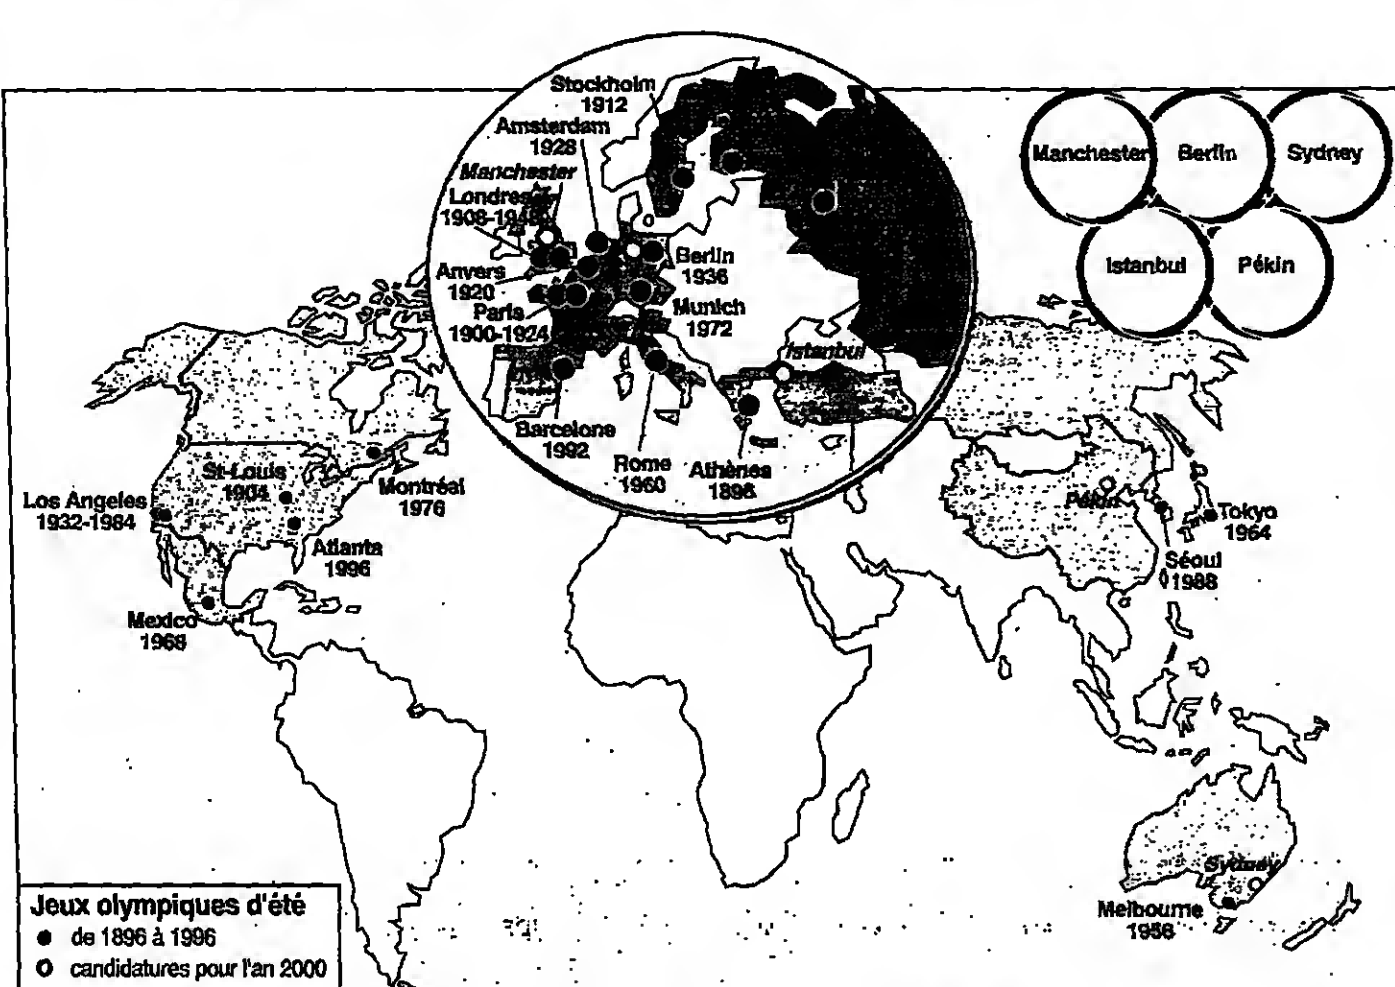 Stockholm
1912
Amsterdam
1928
Manchester
Londres
1908-1948
Anvers
1920
Paris
1900-1924
Berlin
1936
Munich
1972
Istanbul
Barcelone
1992
Rome
1960
Athènes
1896
Manchester
Berlin
Sydney
Istanbul
Pékin
St-Louis
1904
Los Angeles
1932-1984
Montréal
1976
Atlanta
1996
Mexico
1968
Pékin
Tokyo
1964
Séoul
1988
Sydney
Melbourne
1956
Jeux olympiques d'été
de 1896 à 1996
candidatures pour l'an 2000